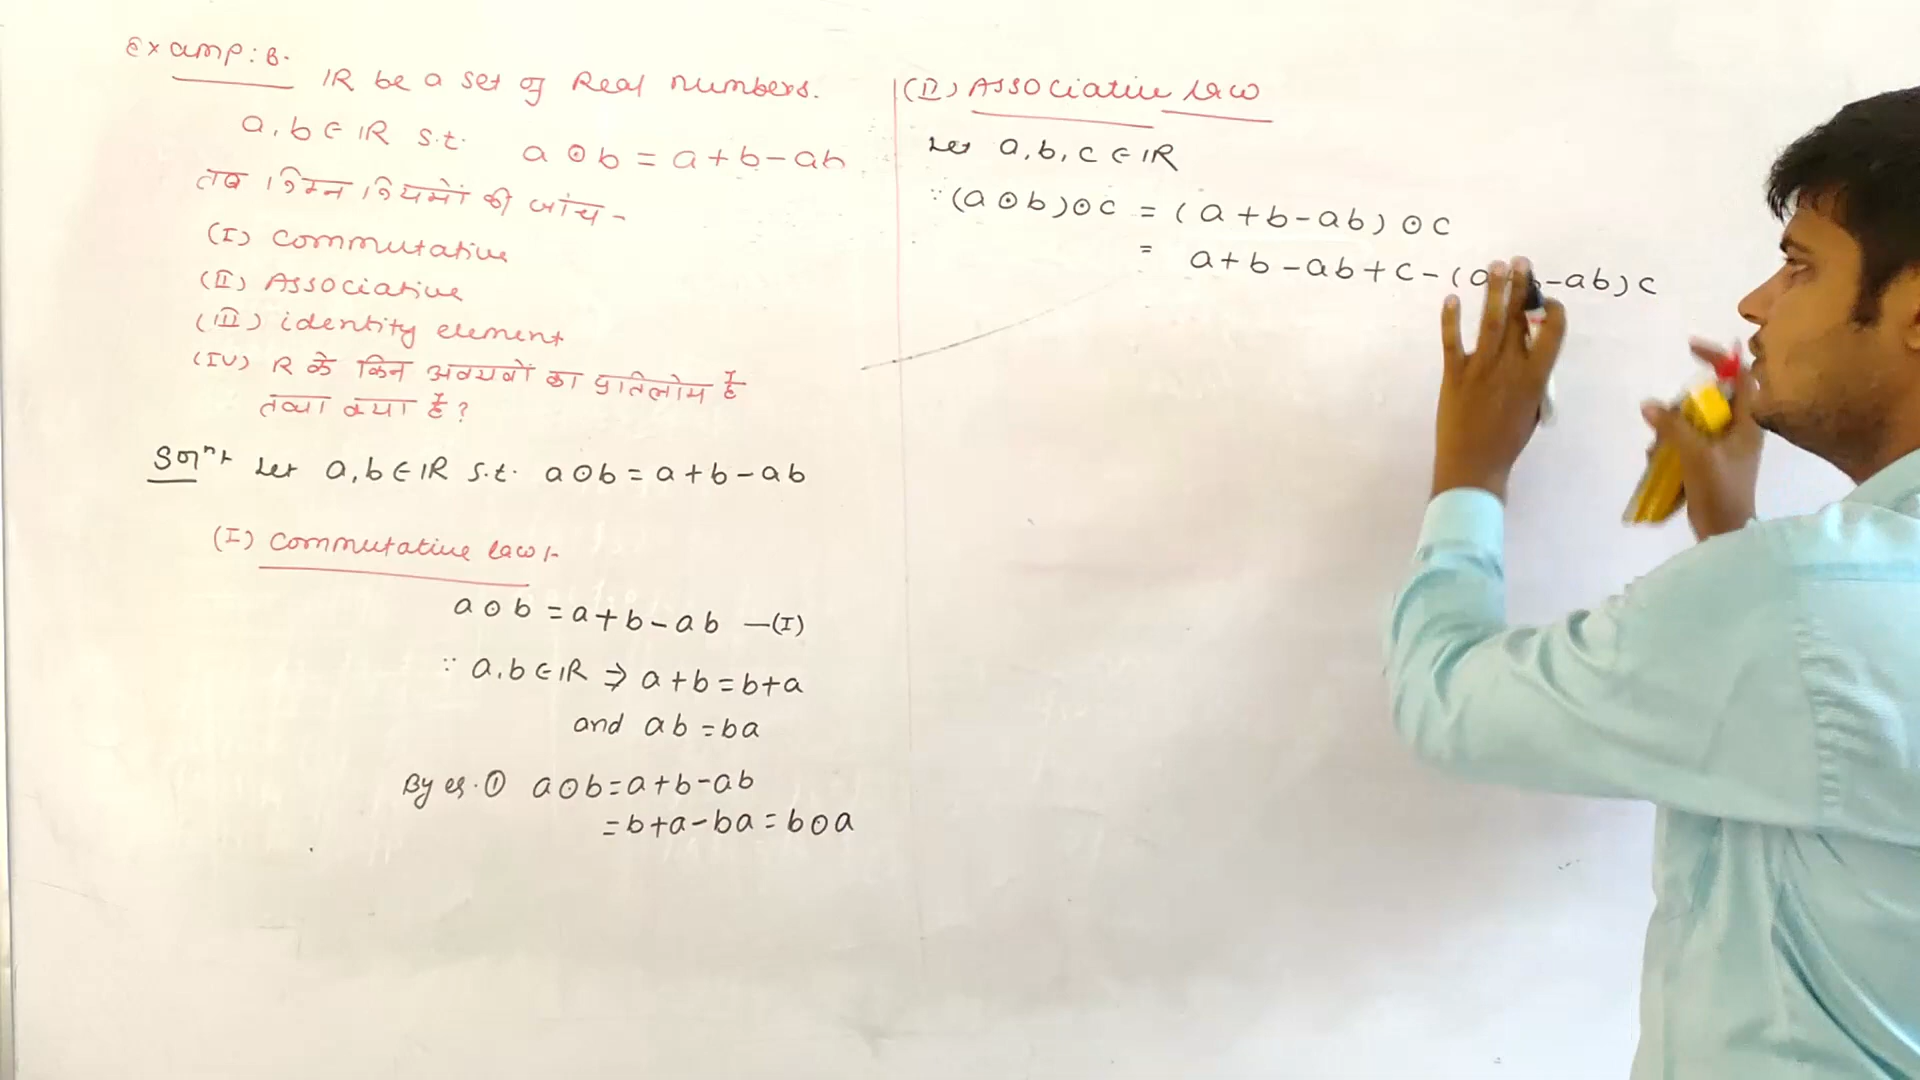 Examp: B.
IR be a set of Real numbers.
a, b ∈ IR s.t. a ⊙ b = a + b - ab
तब निम्न नियमों की जांच -
(I) Commutative
(II) Associative
(III) identity element
(IV) R के किन अवयवों का प्रतिलोम है
तथा क्या है ?
Solⁿ⊦ Let a, b ∈ IR s.t. a⊙b = a + b - ab
(I) Commutative law⊦
a⊙b = a + b - ab —(I)
∵ a, b ∈ IR ⇒ a + b = b + a
and ab = ba
By eq. ① a⊙b = a + b - ab
= b + a - ba = b⊙a
(II) Associative law
Let a, b, c ∈ IR
∵ (a⊙b)⊙c = (a + b - ab) ⊙ c
= a + b - ab + c - (a - ab) c